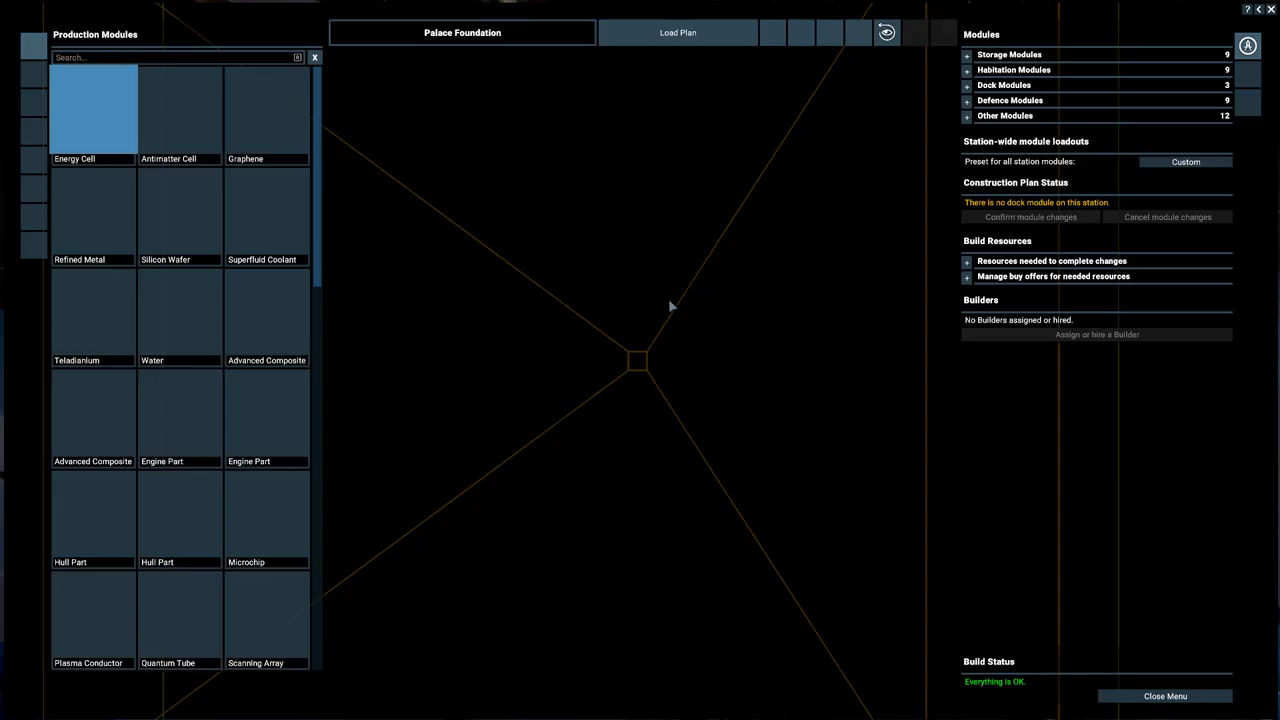 Production Modules
Search...
X
Energy Cell
Antimatter Cell
Graphene
Refined Metal
Silicon Wafer
Superfluid Coolant
Teladianium
Water
Advanced Composite
Advanced Composite
Engine Part
Engine Part
Hull Part
Hull Part
Microchip
Plasma Conductor
Quantum Tube
Scanning Array
Palace Foundation
Load Plan
Modules
+ Storage Modules 9
+ Habitation Modules 9
+ Dock Modules 3
+ Defence Modules 9
+ Other Modules 12
Station-wide module loadouts
Preset for all station modules: Custom
Construction Plan Status
There is no dock module on this station.
Confirm module changes Cancel module changes
Build Resources
+ Resources needed to complete changes
+ Manage buy offers for needed resources
Builders
No Builders assigned or hired.
Assign or hire a Builder
Build Status
Everything is OK.
Close Menu